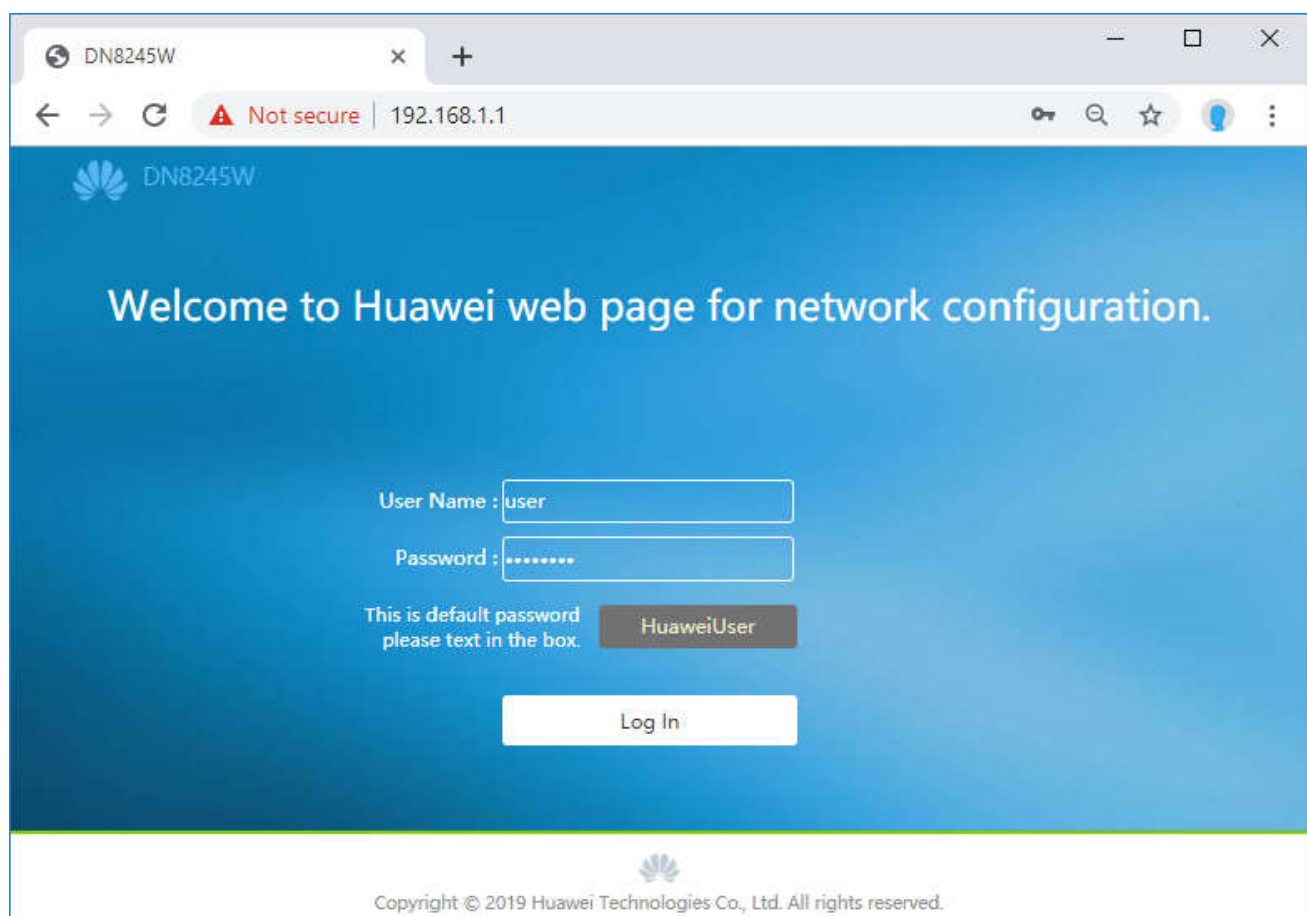 DN8245W
Not secure | 192.168.1.1
DN8245W
Welcome to Huawei web page for network configuration.
User Name : user
Password : ••••••••
This is default password
please text in the box.
HuaweiUser
Log In
Copyright © 2019 Huawei Technologies Co., Ltd. All rights reserved.